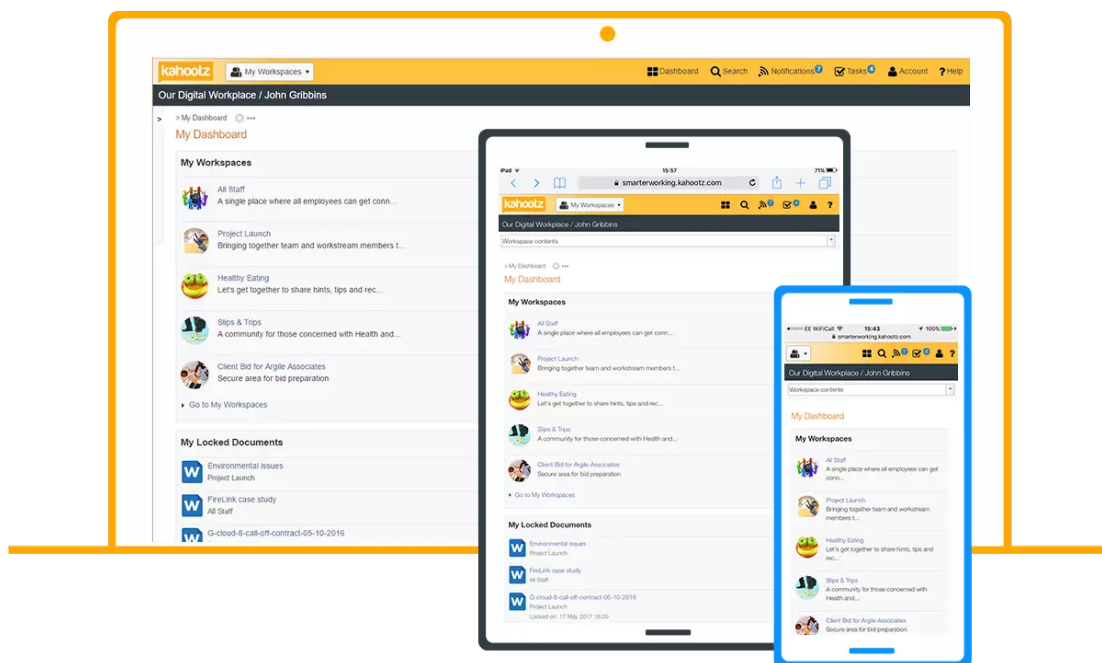 kahootz My Workspaces Dashboard Search Notifications 7 Tasks 4 Account ? Help
Our Digital Workplace / John Gribbins
> > My Dashboard
My Dashboard
My Workspaces
All Staff
A single place where all employees can get conn...
Project Launch
Bringing together team and workstream members t...
Healthy Eating
Let's get together to share hints, tips and rec...
Slips & Trips
A community for those concerned with Health and...
Client Bid for Argile Associates
Secure area for bid preparation
Go to My Workspaces
My Locked Documents
W Environmental issues
Project Launch
W FireLink case study
All Staff
W G-cloud-8-call-off-contract-05-10-2016
iPad 15:57 71%
smarterworking.kahootz.com
kahootz My Workspaces ?
Our Digital Workplace / John Gribbins
Workspace contents
> My Dashboard
My Dashboard
My Workspaces
All Staff
A single place where all employees can get conn...
Project Launch
Bringing together team and workstream members t...
Healthy Eating
Let's get together to share hints, tips and rec...
Slips & Trips
A community for those concerned with Health and...
Client Bid for Argile Associates
Secure area for bid preparation
Go to My Workspaces
My Locked Documents
W Environmental issues
Project Launch
W FireLink case study
All Staff
W G-cloud-8-call-off-contract-05-10-2016
Project Launch
Locked on: 17 May 2017 16:20
EE WiFiCall 15:43 100%
smarterworking.kahootz.com
?
Our Digital Workplace / John Gribbins
Workspace contents
My Dashboard
My Workspaces
All Staff
A single place where all employees can get
conn...
Project Launch
Bringing together team and workstream
members t...
Healthy Eating
Let's get together to share hints, tips and
rec...
Slips & Trips
A community for those concerned with
Health and...
Client Bid for Argile Associates
Secure area for bid preparation